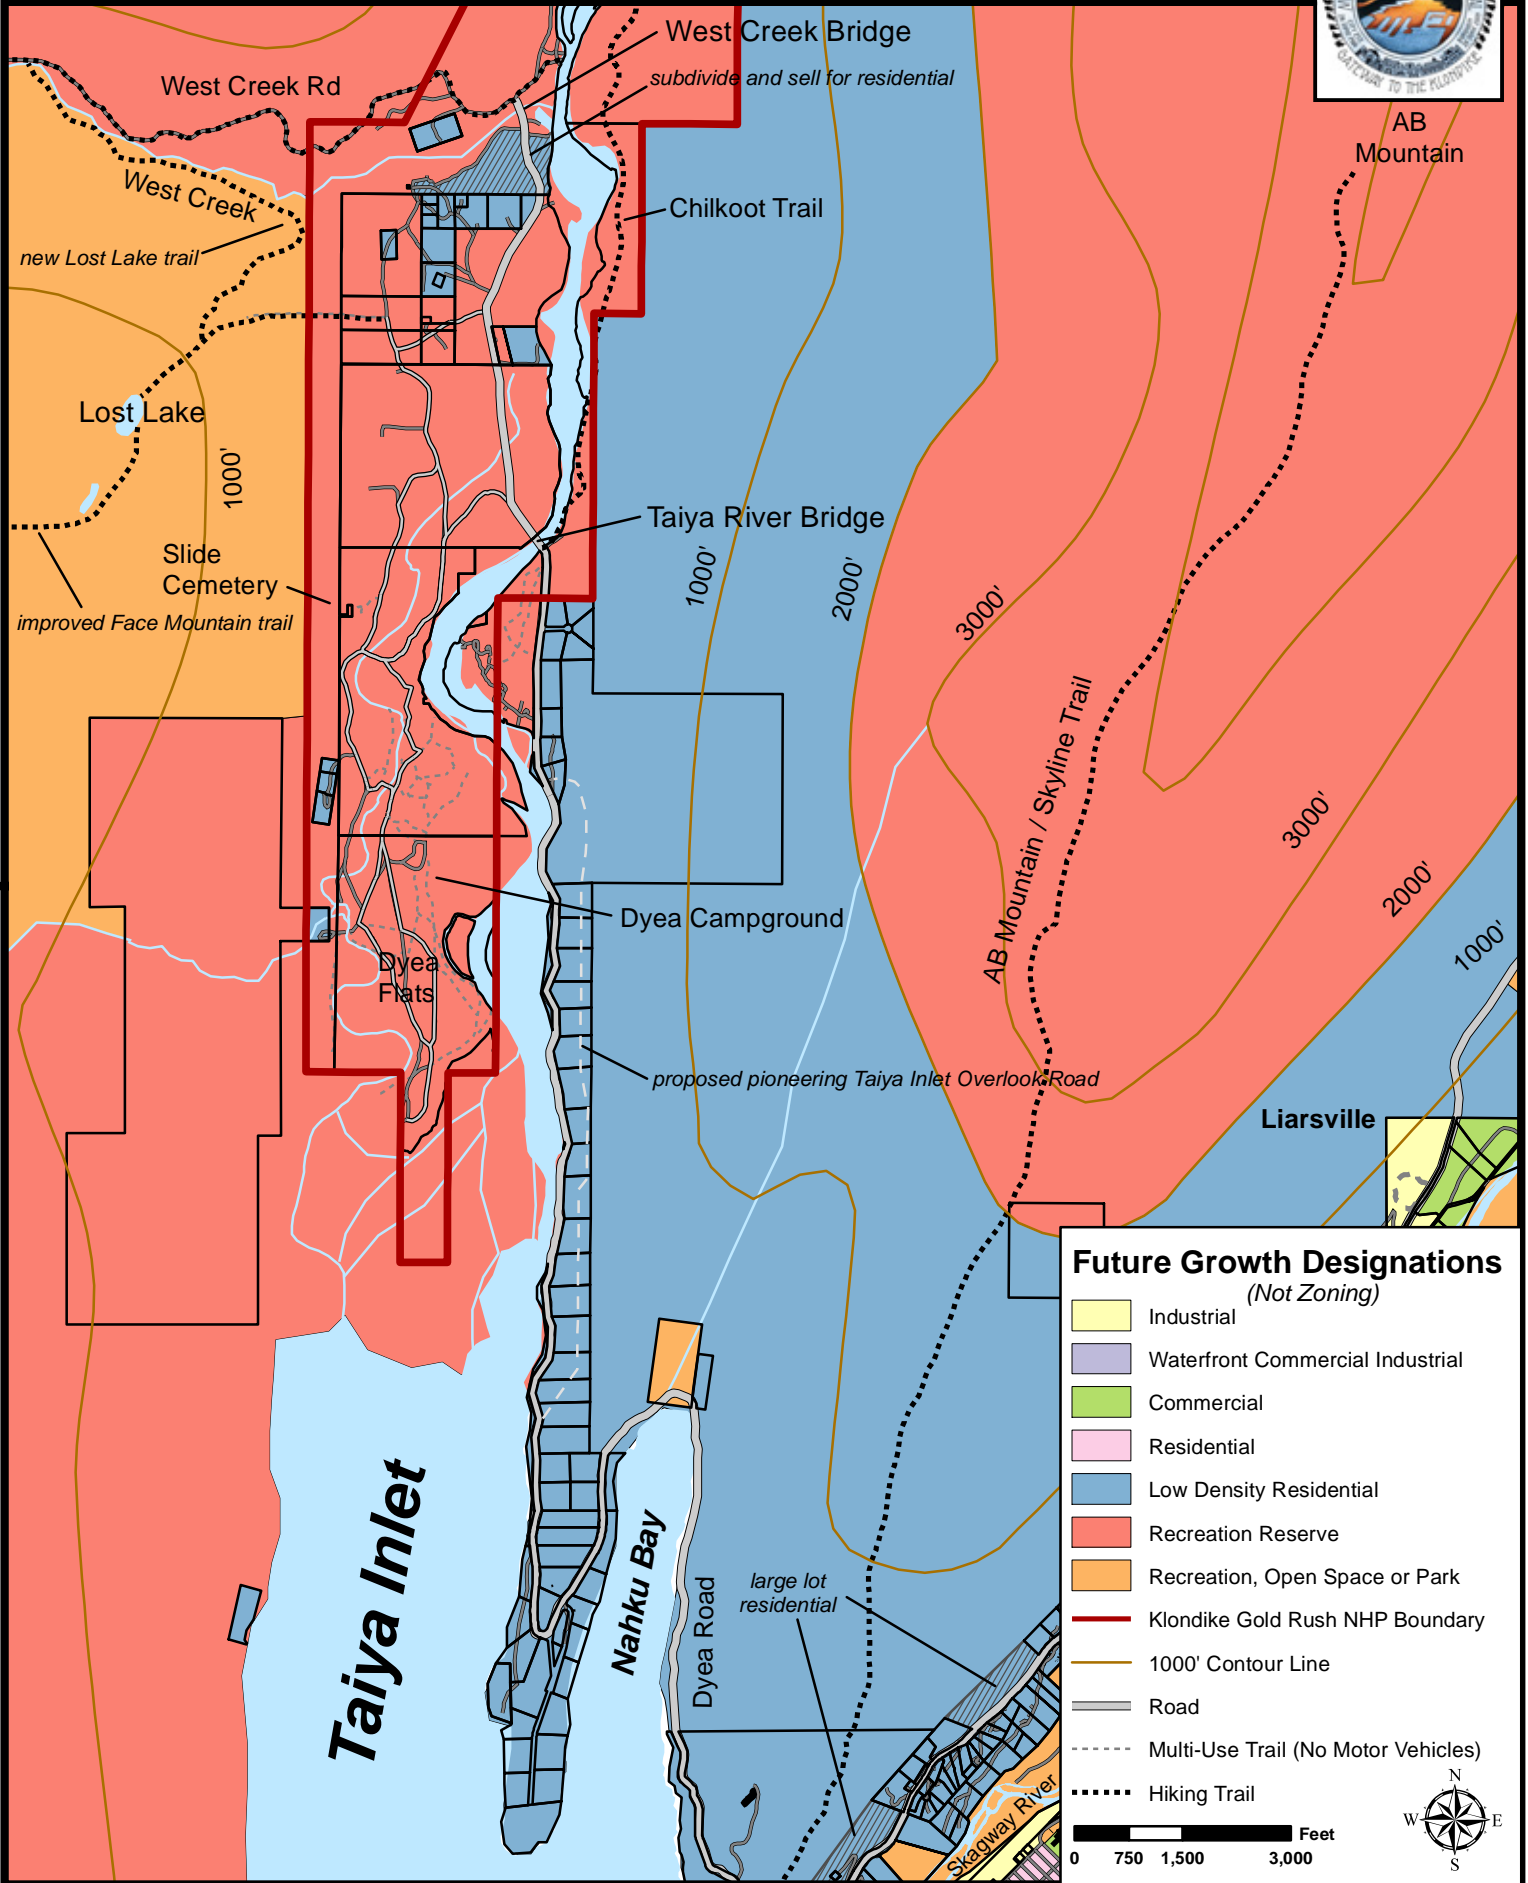 GATEWAY TO THE KLONDIKE
West Creek Bridge
subdivide and sell for residential
West Creek Rd
AB
Mountain
West Creek
Chilkoot Trail
new Lost Lake trail
Lost Lake
1000'
Taiya River Bridge
Slide
Cemetery
improved Face Mountain trail
1000'
2000'
3000'
AB Mountain / Skyline Trail
3000'
2000'
1000'
Dyea Campground
Dyea
Flats
proposed pioneering Taiya Inlet Overlook Road
Liarsville
Taiya Inlet
Nahku Bay
Dyea Road
large lot
residential
Skagway River
Future Growth Designations
(Not Zoning)
Industrial
Waterfront Commercial Industrial
Commercial
Residential
Low Density Residential
Recreation Reserve
Recreation, Open Space or Park
Klondike Gold Rush NHP Boundary
1000' Contour Line
Road
Multi-Use Trail (No Motor Vehicles)
Hiking Trail
Feet
0 750 1,500 3,000
N
W E
S